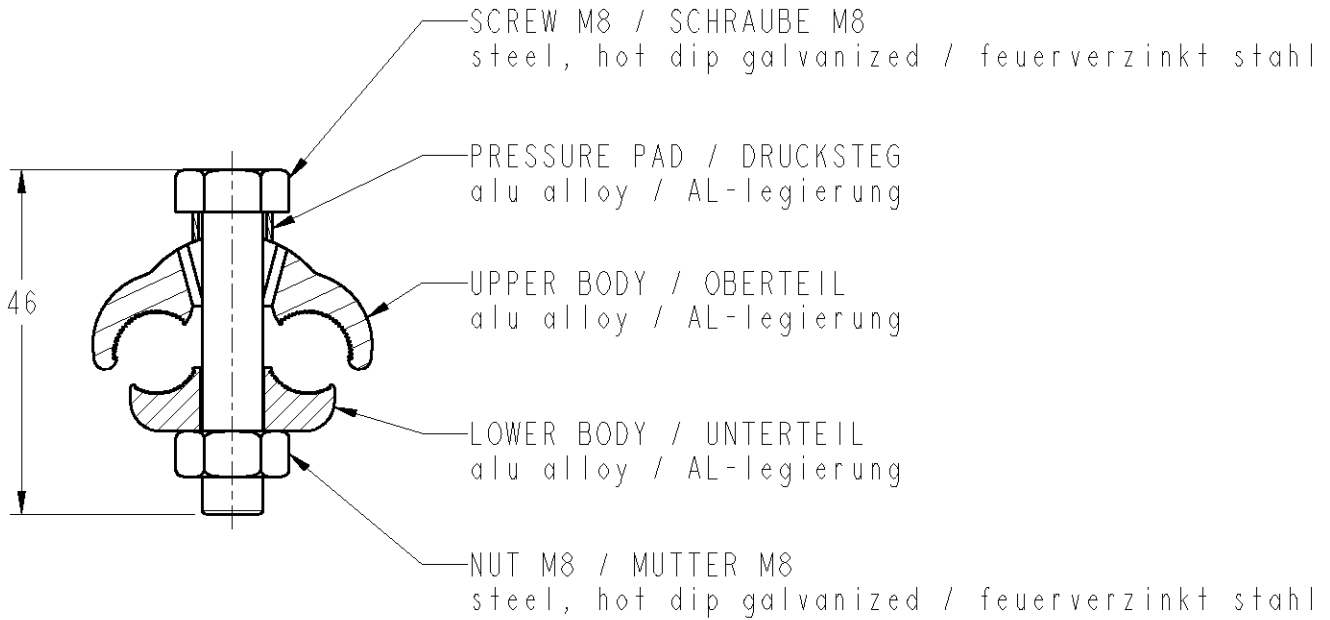 SCREW M8 / SCHRAUBE M8
steel, hot dip galvanized / feuerverzinkt stahl
PRESSURE PAD / DRUCKSTEG
alu alloy / AL-legierung
46
UPPER BODY / OBERTEIL
alu alloy / AL-legierung
LOWER BODY / UNTERTEIL
alu alloy / AL-legierung
NUT M8 / MUTTER M8
steel, hot dip galvanized / feuerverzinkt stahl